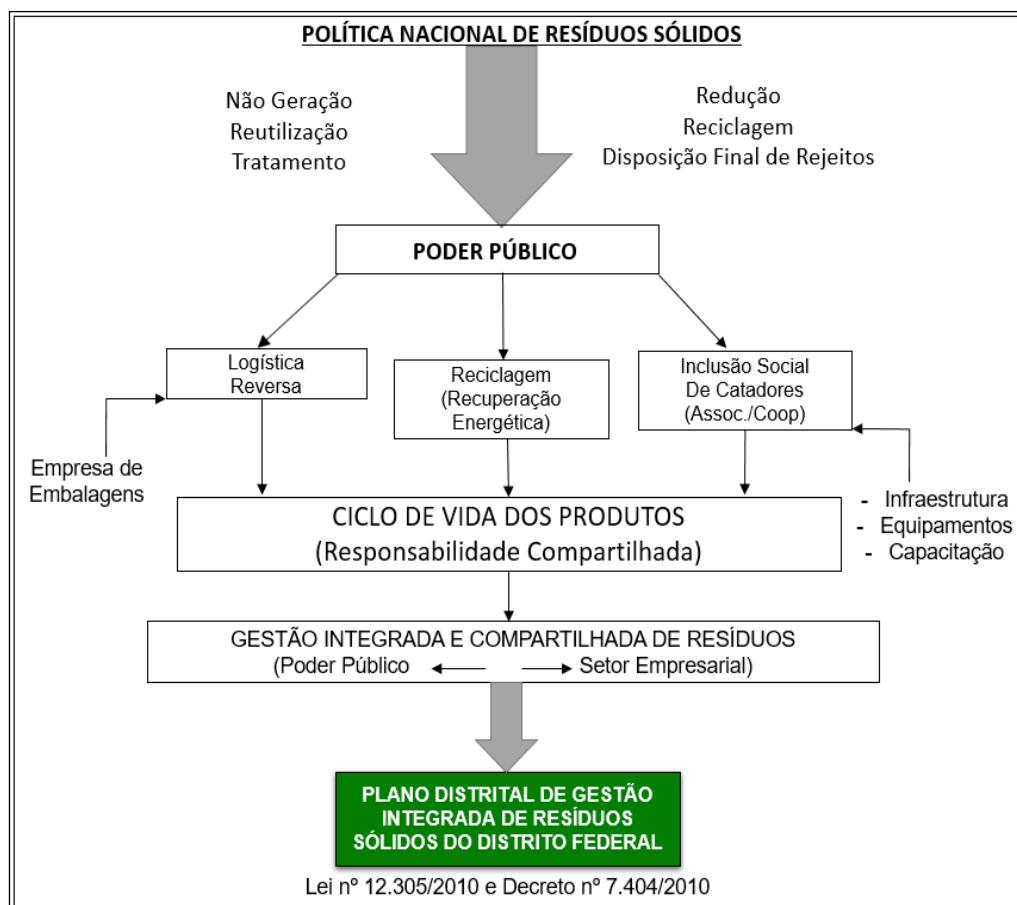 POLÍTICA NACIONAL DE RESÍDUOS SÓLIDOS
Não Geração
Reutilização
Tratamento
Redução
Reciclagem
Disposição Final de Rejeitos
PODER PÚBLICO
Logística
Reversa
Reciclagem
(Recuperação
Energética)
Inclusão Social
De Catadores
(Assoc./Coop)
Empresa de
Embalagens
- Infraestrutura
- Equipamentos
- Capacitação
CICLO DE VIDA DOS PRODUTOS
(Responsabilidade Compartilhada)
GESTÃO INTEGRADA E COMPARTILHADA DE RESÍDUOS
(Poder Público Setor Empresarial)
PLANO DISTRITAL DE GESTÃO
INTEGRADA DE RESÍDUOS
SÓLIDOS DO DISTRITO FEDERAL
Lei nº 12.305/2010 e Decreto nº 7.404/2010